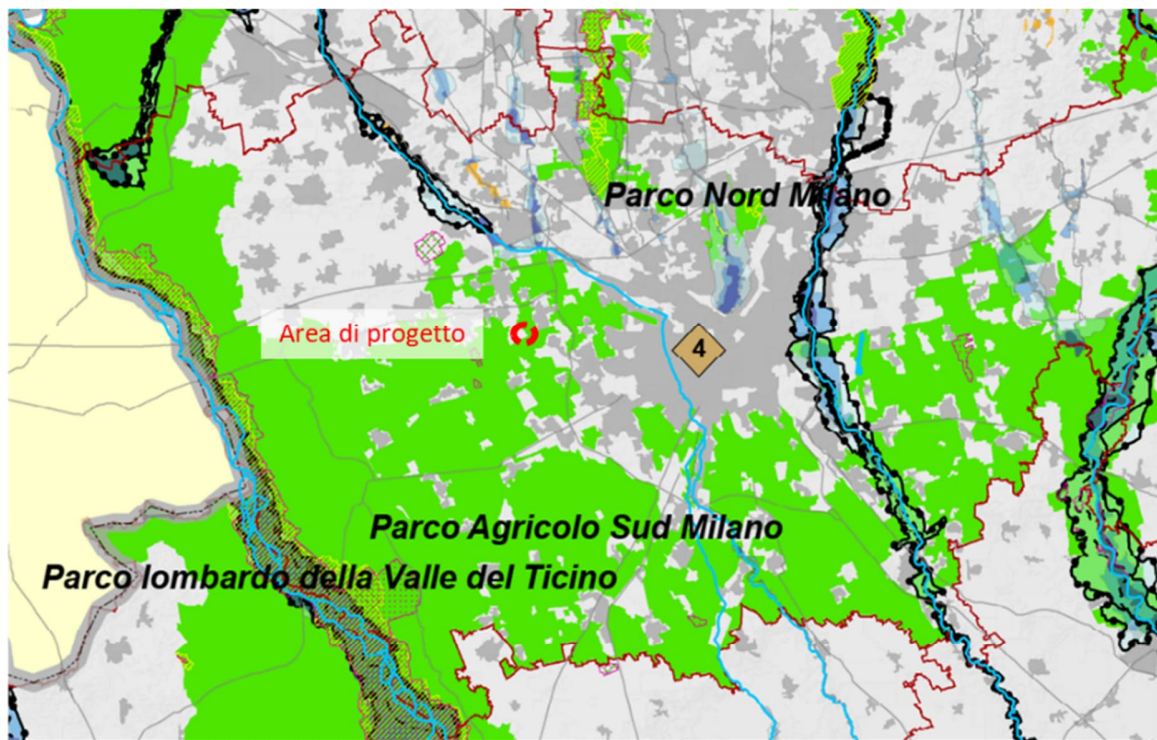 Parco Nord Milano
Area di progetto
4
Parco Agricolo Sud Milano
Parco lombardo della Valle del Ticino